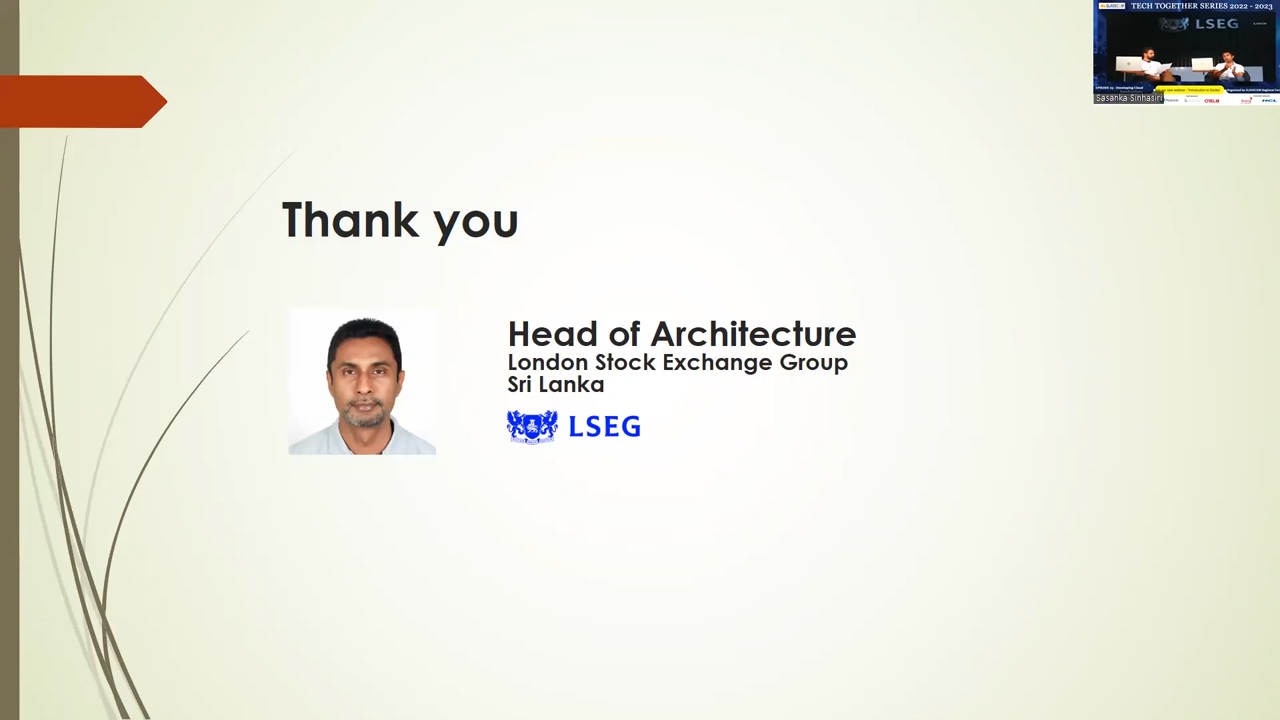 TECH TOGETHER SERIES 2022 - 2023
LSEG
Sasanka Sinhasiri
Thank you
Head of Architecture
London Stock Exchange Group
Sri Lanka
LSEG